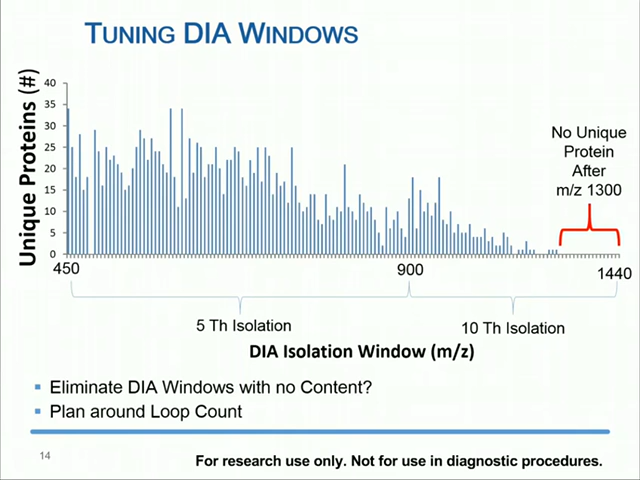 TUNING DIA WINDOWS
Unique Proteins (#)
40
35
30
25
20
15
10
5
0
No Unique
Protein
After
m/z 1300
450
900
1440
5 Th Isolation
10 Th Isolation
DIA Isolation Window (m/z)
Eliminate DIA Windows with no Content?
Plan around Loop Count
14
For research use only. Not for use in diagnostic procedures.